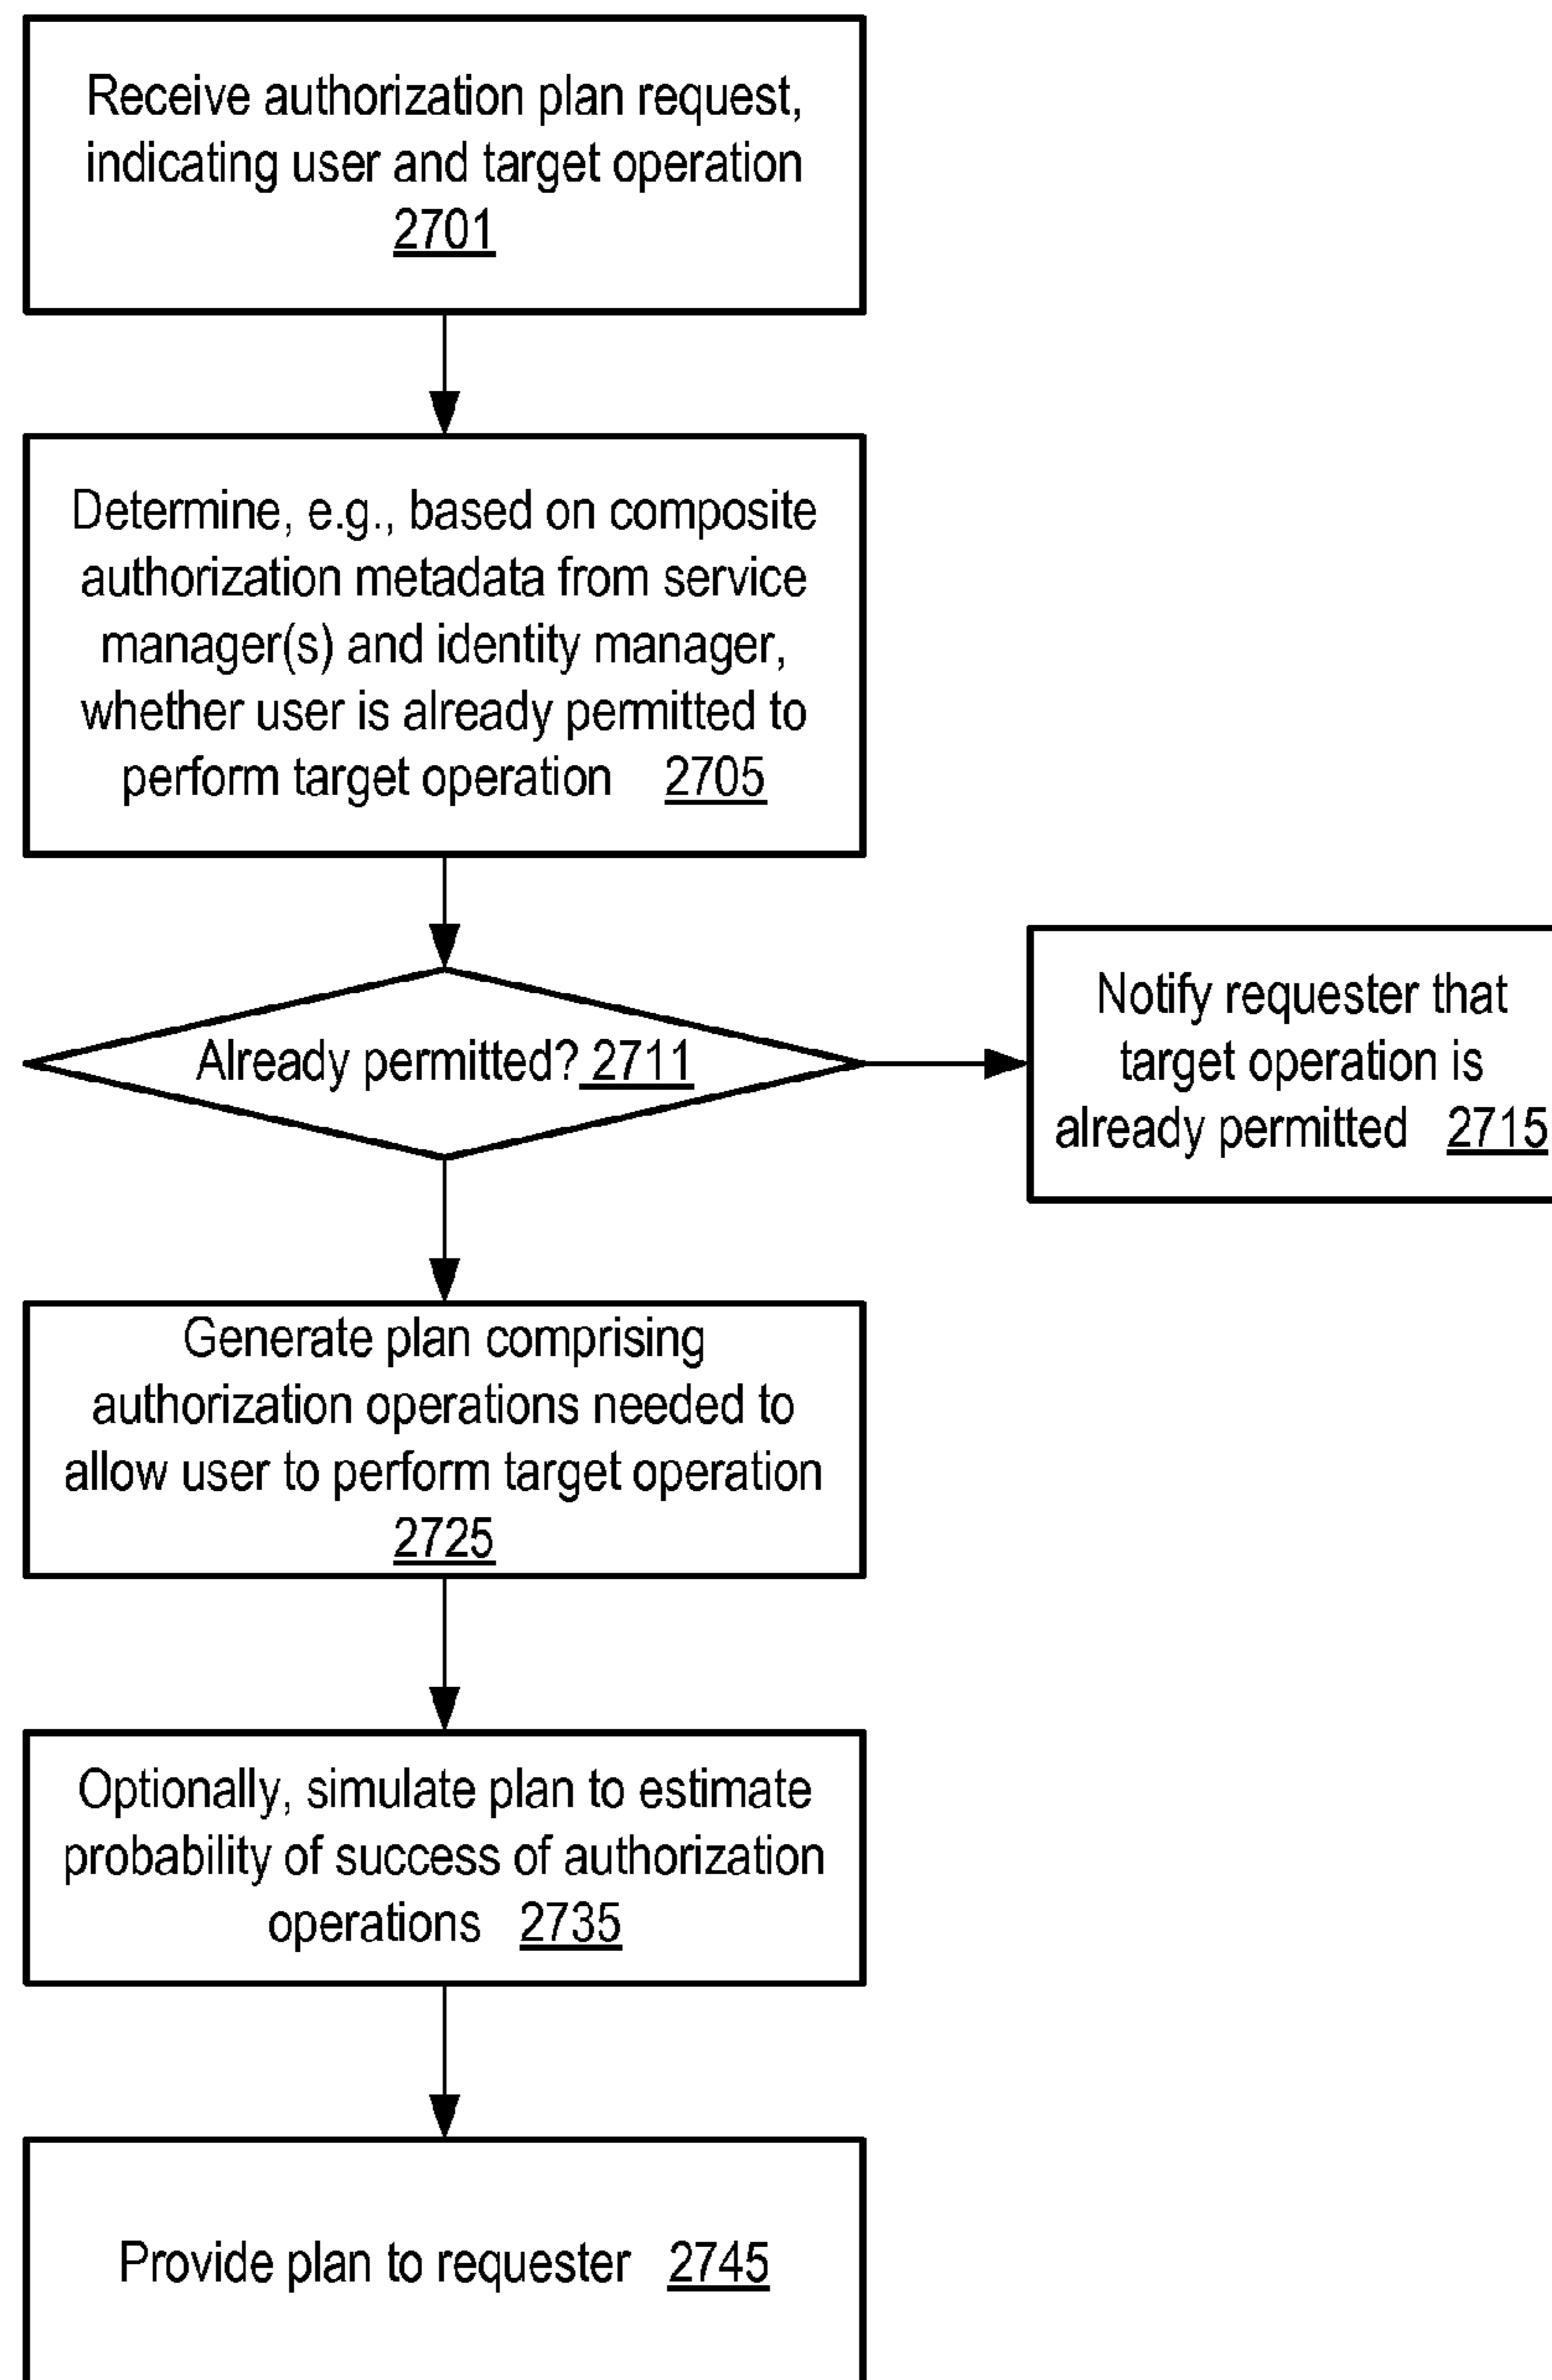 Receive authorization plan request,
indicating user and target operation
2701
Determine, e.g., based on composite
authorization metadata from service
manager(s) and identity manager,
whether user is already permitted to
perform target operation 2705
Already permitted? 2711
Notify requester that
target operation is
already permitted 2715
Generate plan comprising
authorization operations needed to
allow user to perform target operation
2725
Optionally, simulate plan to estimate
probability of success of authorization
operations 2735
Provide plan to requester 2745